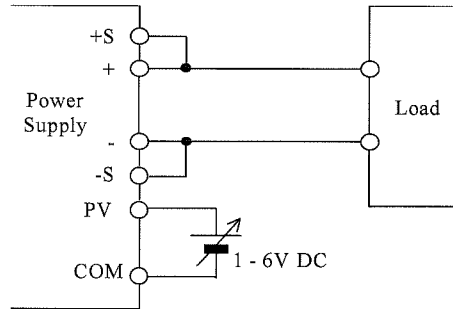 +S
+
Power
Supply
Load
-
-S
PV
COM
1 - 6V DC